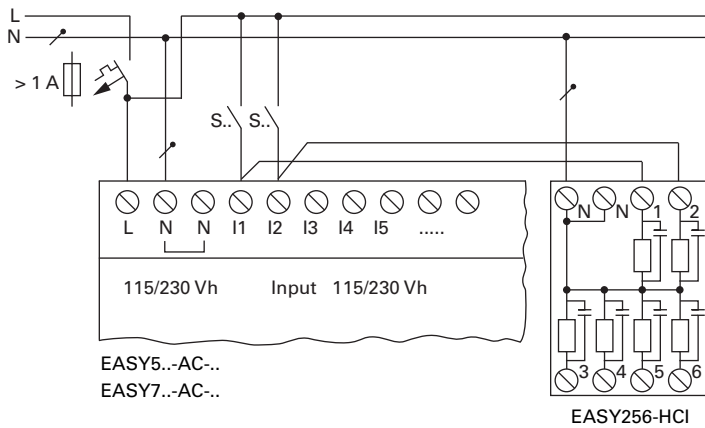 L
N
> 1 A
S.. S..
L N N I1 I2 I3 I4 I5 .....
N N 1 2
115/230 Vh Input 115/230 Vh
3 4 5 6
EASY5..-AC-..
EASY7..-AC-..
EASY256-HCI